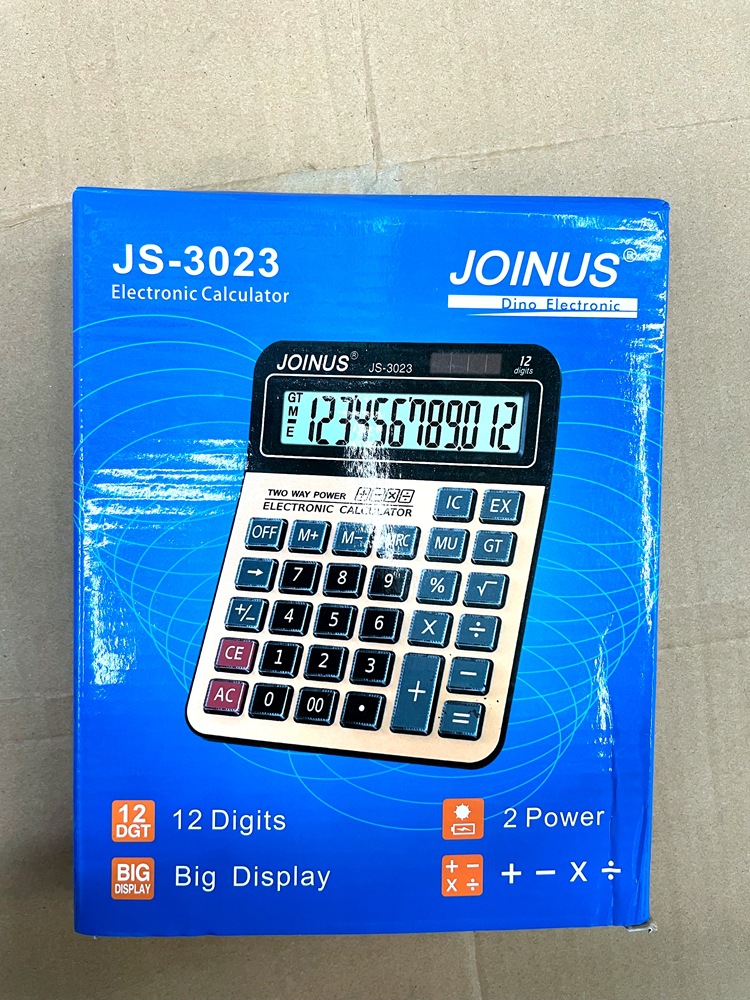 JS-3023
Electronic Calculator
JOINUS®
Dino Electronic
JOINUS®
JS-3023
12
digits
GT
M
E
123456789012
TWO WAY POWER + − × ÷
ELECTRONIC CALCULATOR
IC EX
OFF M+ M− MRC MU GT
→ 7 8 9 % √
+/− 4 5 6 X ÷
CE 1 2 3 + −
AC 0 00 • =
12
DGT
12 Digits
2 Power
BIG
DISPLAY
Big Display
+ −
X ÷
+ − X ÷